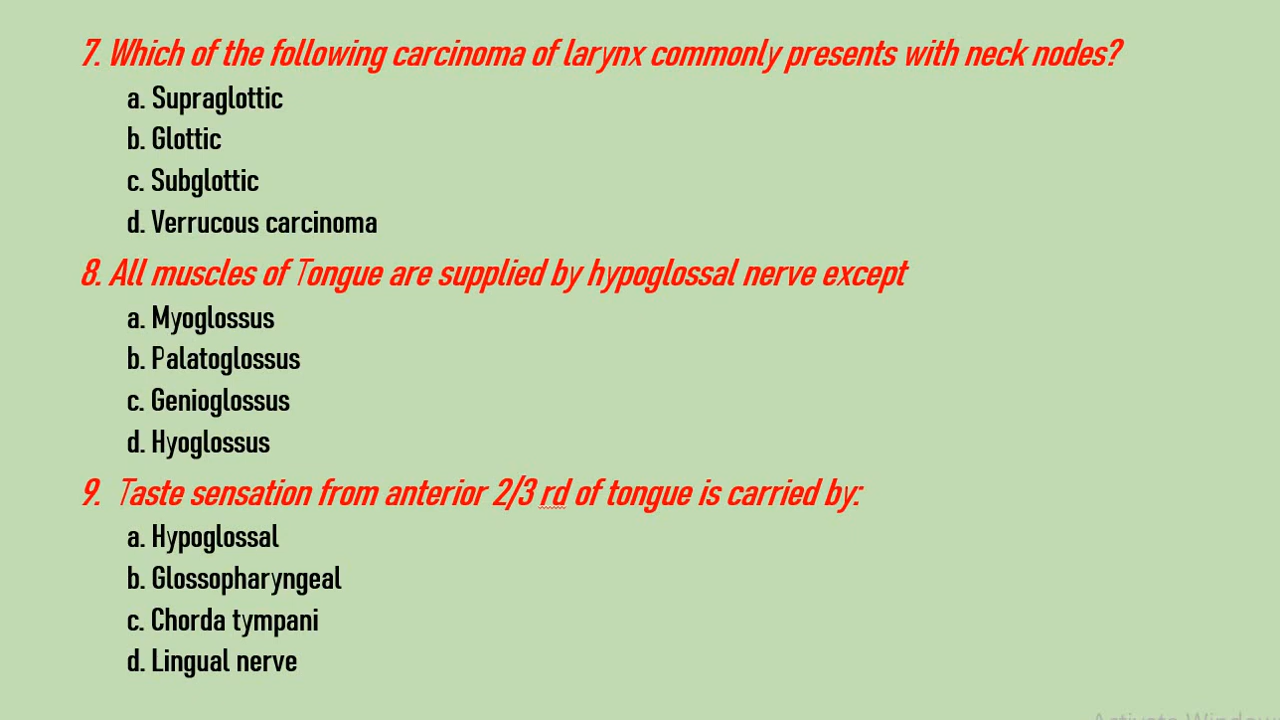 7. Which of the following carcinoma of larynx commonly presents with neck nodes?
a. Supraglottic
b. Glottic
c. Subglottic
d. Verrucous carcinoma
8. All muscles of Tongue are supplied by hypoglossal nerve except
a. Myoglossus
b. Palatoglossus
c. Genioglossus
d. Hyoglossus
9. Taste sensation from anterior 2/3 rd of tongue is carried by:
a. Hypoglossal
b. Glossopharyngeal
c. Chorda tympani
d. Lingual nerve